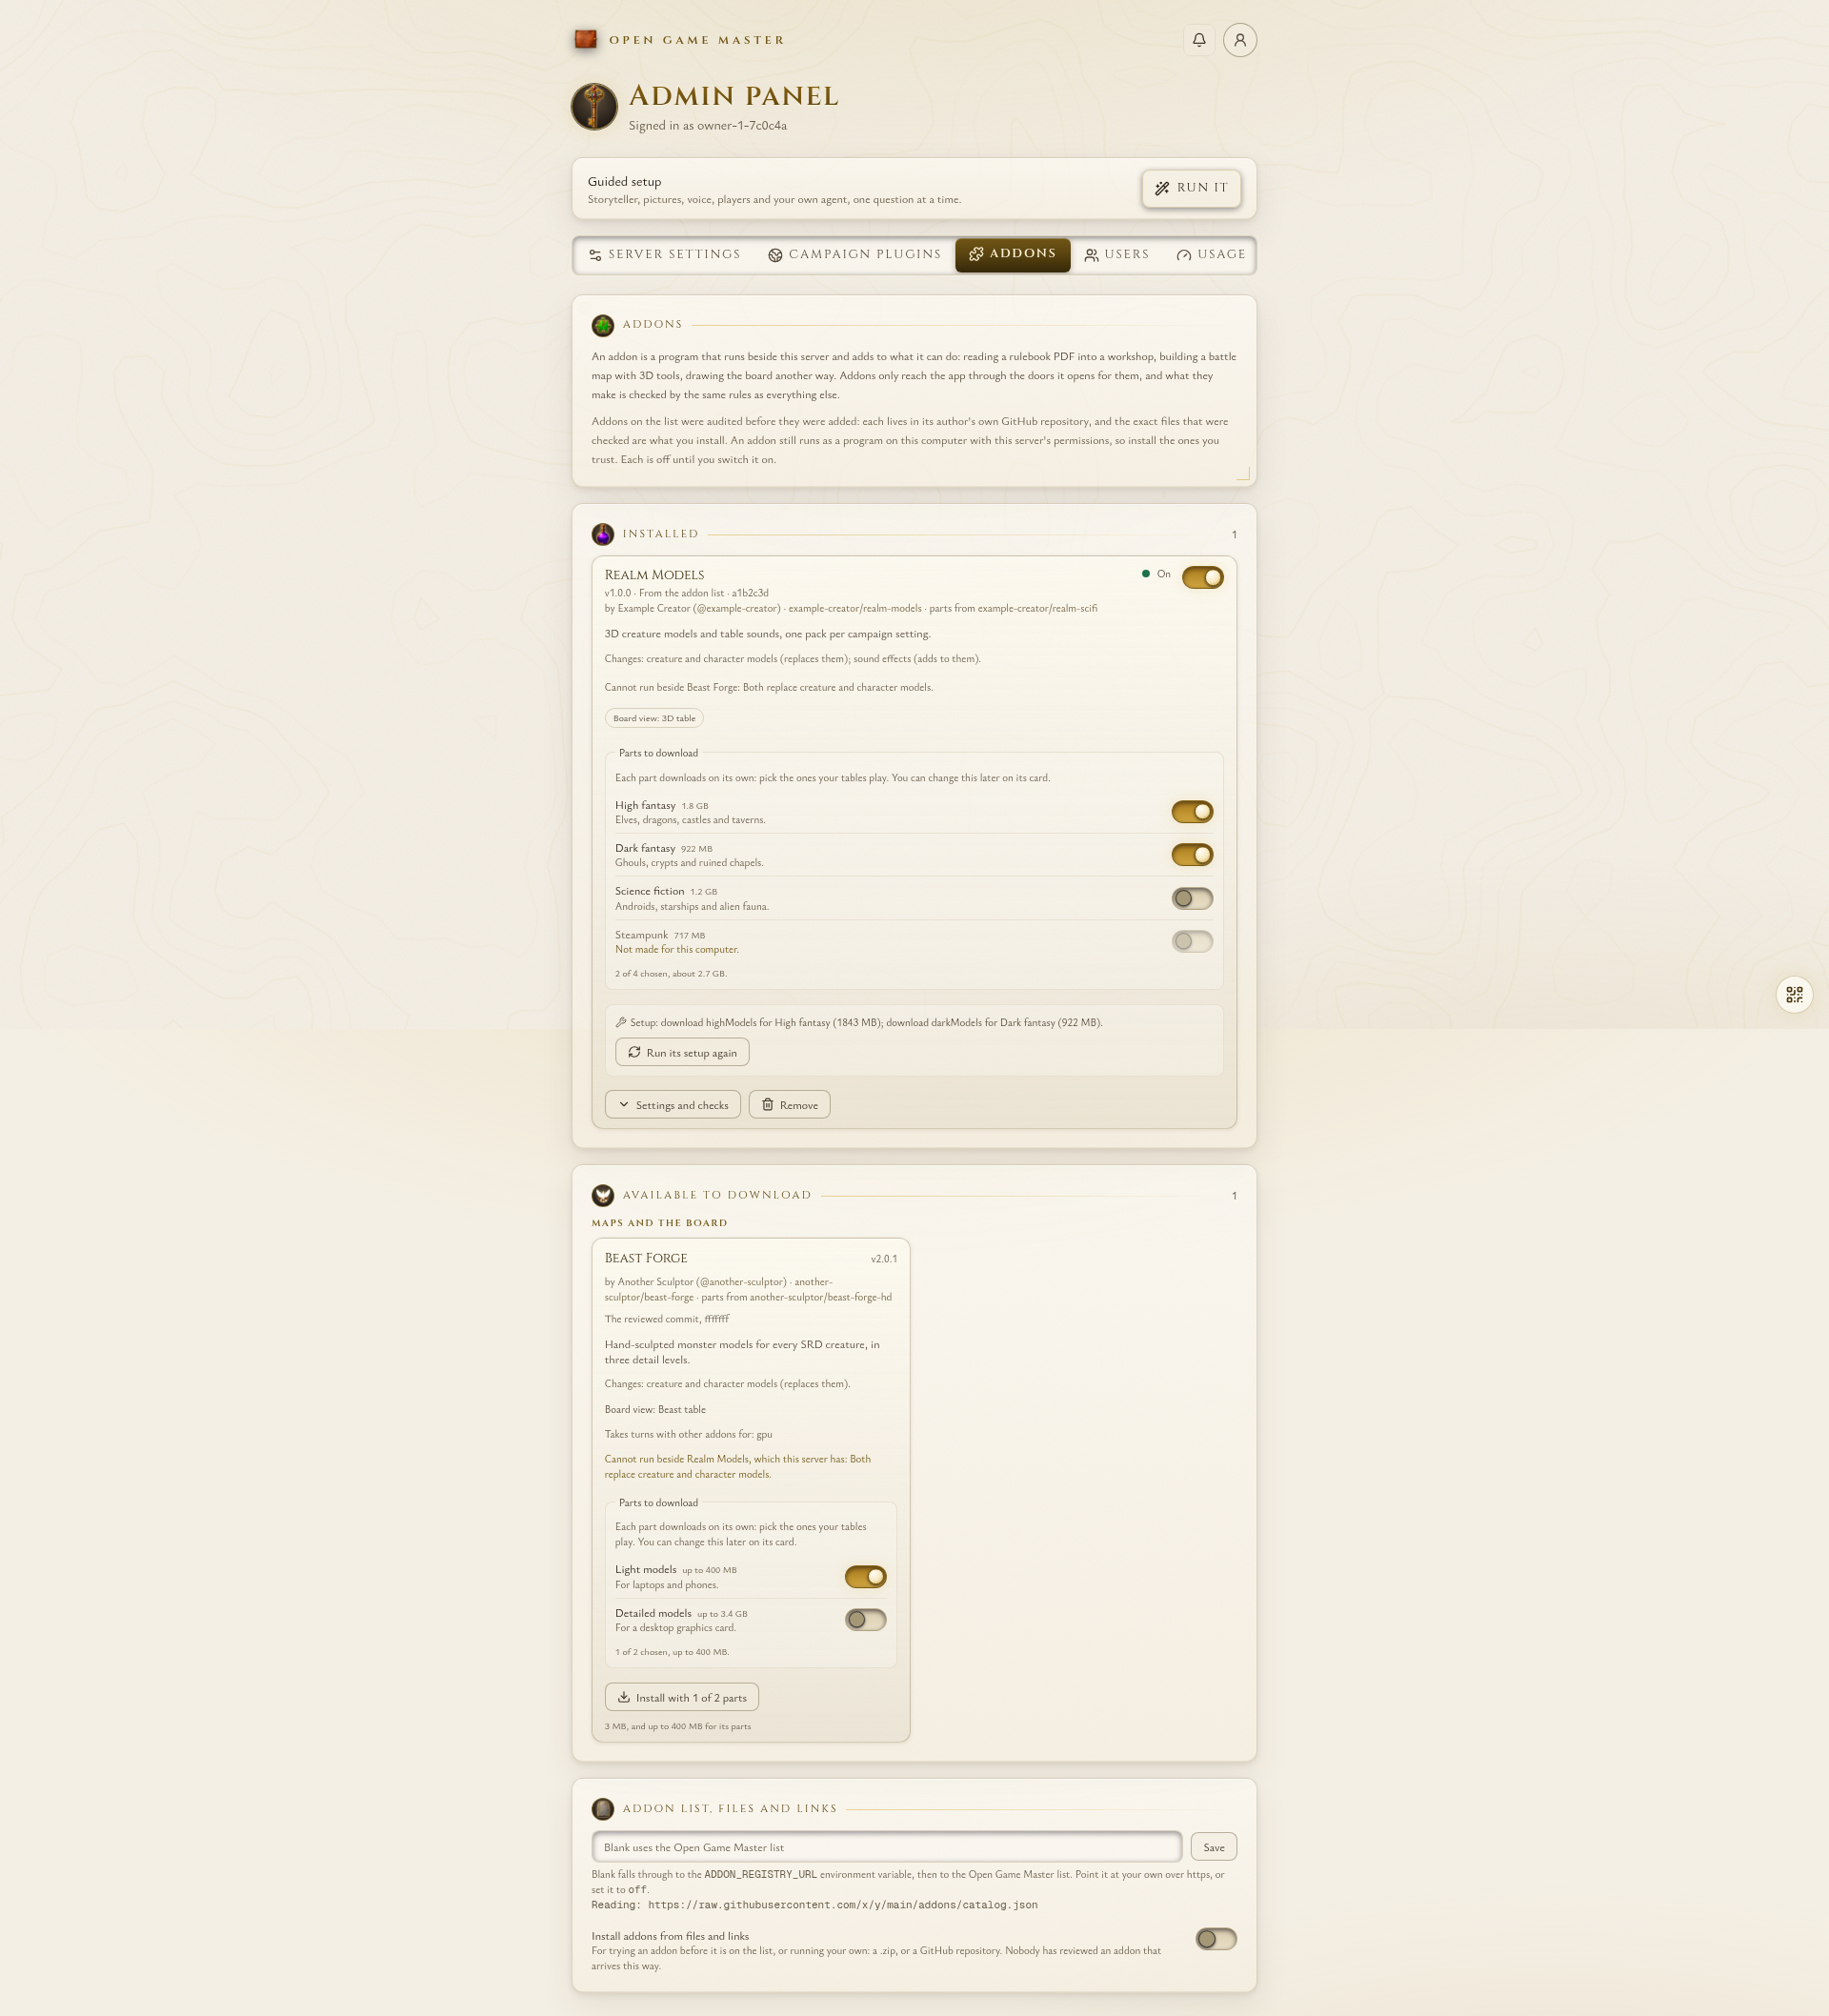 OPEN GAME MASTER
ADMIN PANEL
Signed in as owner-1-7c0c4a
Guided setup
Storyteller, pictures, voice, players and your own agent, one question at a time.
RUN IT
SERVER SETTINGS
CAMPAIGN PLUGINS
ADDONS
USERS
USAGE
ADDONS
An addon is a program that runs beside this server and adds to what it can do: reading a rulebook PDF into a workshop, building a battle
map with 3D tools, drawing the board another way. Addons only reach the app through the doors it opens for them, and what they
make is checked by the same rules as everything else.
Addons on the list were audited before they were added: each lives in its author's own GitHub repository, and the exact files that were
checked are what you install. An addon still runs as a program on this computer with this server's permissions, so install the ones you
trust. Each is off until you switch it on.
INSTALLED
1
REALM MODELS
On
v1.0.0 · From the addon list · a1b2c3d
by Example Creator (@example-creator) · example-creator/realm-models · parts from example-creator/realm-scifi
3D creature models and table sounds, one pack per campaign setting.
Changes: creature and character models (replaces them); sound effects (adds to them).
Cannot run beside Beast Forge: Both replace creature and character models.
Board view: 3D table
Parts to download
Each part downloads on its own: pick the ones your tables play. You can change this later on its card.
High fantasy 1.8 GB
Elves, dragons, castles and taverns.
Dark fantasy 922 MB
Ghouls, crypts and ruined chapels.
Science fiction 1.2 GB
Androids, starships and alien fauna.
Steampunk 717 MB
Not made for this computer.
2 of 4 chosen, about 2.7 GB.
Setup: download highModels for High fantasy (1843 MB); download darkModels for Dark fantasy (922 MB).
Run its setup again
Settings and checks
Remove
AVAILABLE TO DOWNLOAD
1
MAPS AND THE BOARD
BEAST FORGE
v2.0.1
by Another Sculptor (@another-sculptor) · another-
sculptor/beast-forge · parts from another-sculptor/beast-forge-hd
The reviewed commit, fffffff
Hand-sculpted monster models for every SRD creature, in
three detail levels.
Changes: creature and character models (replaces them).
Board view: Beast table
Takes turns with other addons for: gpu
Cannot run beside Realm Models, which this server has: Both
replace creature and character models.
Parts to download
Each part downloads on its own: pick the ones your tables
play. You can change this later on its card.
Light models up to 400 MB
For laptops and phones.
Detailed models up to 3.4 GB
For a desktop graphics card.
1 of 2 chosen, up to 400 MB.
Install with 1 of 2 parts
3 MB, and up to 400 MB for its parts
ADDON LIST, FILES AND LINKS
Blank uses the Open Game Master list
Save
Blank falls through to the ADDON_REGISTRY_URL environment variable, then to the Open Game Master list. Point it at your own over https, or
set it to off.
Reading: https://raw.githubusercontent.com/x/y/main/addons/catalog.json
Install addons from files and links
For trying an addon before it is on the list, or running your own: a .zip, or a GitHub repository. Nobody has reviewed an addon that
arrives this way.